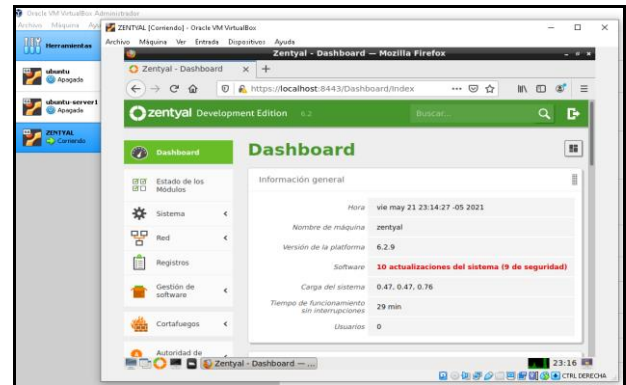 Oracle VM VirtualBox Administrador
Archivo Máquina
Herramientas
ubuntu
Apagada
ubuntu-server1
Apagada
ZENTYAL
Corriendo
ZENTYAL [Corriendo] - Oracle VM VirtualBox
Archivo Máquina Ver Entrada Dispositivos Ayuda
Zentyal - Dashboard — Mozilla Firefox
Zentyal - Dashboard
https://localhost:8443/Dashboard/Index
zentyal Development Edition 6.2
Buscar...
Dashboard
Estado de los Módulos
Sistema
Red
Registros
Gestión de software
Cortafuegos
Autoridad de
Dashboard
Información general
Hora vie may 21 23:14:27 -05 2021
Nombre de máquina zentyal
Versión de la plataforma 6.2.9
Software 10 actualizaciones del sistema (9 de seguridad)
Carga del sistema 0.47, 0.47, 0.76
Tiempo de funcionamiento sin interrupciones 29 min
Usuarios 0
Zentyal - Dashboard — ...
23:16
CTRL DERECHA